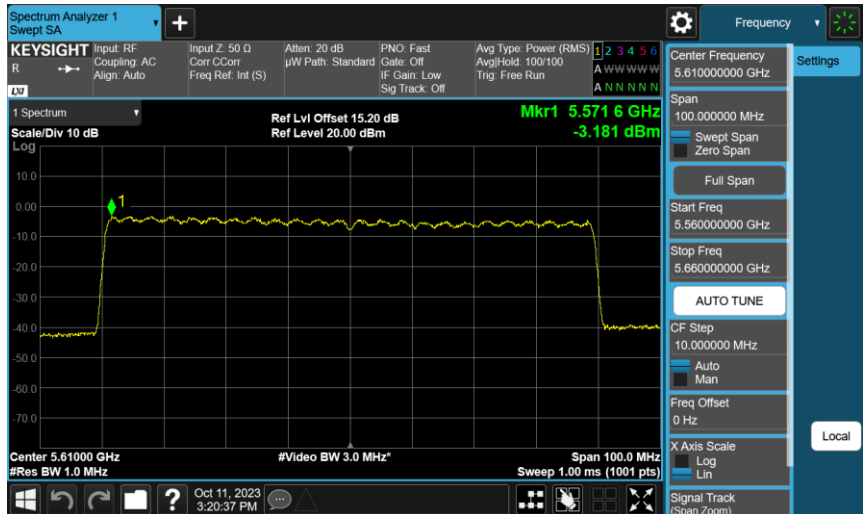 Spectrum Analyzer 1
Swept SA
+
Frequency
KEYSIGHT
R
LXI
Input: RF
Coupling: AC
Align: Auto
Input Z: 50 Ω
Corr CCorr
Freq Ref: Int (S)
Atten: 20 dB
µW Path: Standard
PNO: Fast
Gate: Off
IF Gain: Low
Sig Track: Off
Avg Type: Power (RMS)
Avg|Hold: 100/100
Trig: Free Run
1 2 3 4 5 6
A W W W W W
A N N N N N
1 Spectrum
Scale/Div 10 dB
Log
Ref Lvl Offset 15.20 dB
Ref Level 20.00 dBm
Mkr1 5.571 6 GHz
-3.181 dBm
10.0
0.00
-10.0
-20.0
-30.0
-40.0
-50.0
-60.0
-70.0
1
Center 5.61000 GHz
#Res BW 1.0 MHz
#Video BW 3.0 MHz*
Span 100.0 MHz
Sweep 1.00 ms (1001 pts)
?
Oct 11, 2023
3:20:37 PM
Center Frequency
5.610000000 GHz
Span
100.000000 MHz
Swept Span
Zero Span
Full Span
Start Freq
5.560000000 GHz
Stop Freq
5.660000000 GHz
AUTO TUNE
CF Step
10.000000 MHz
Auto
Man
Freq Offset
0 Hz
X Axis Scale
Log
Lin
Signal Track
(Span Zoom)
Settings
Local